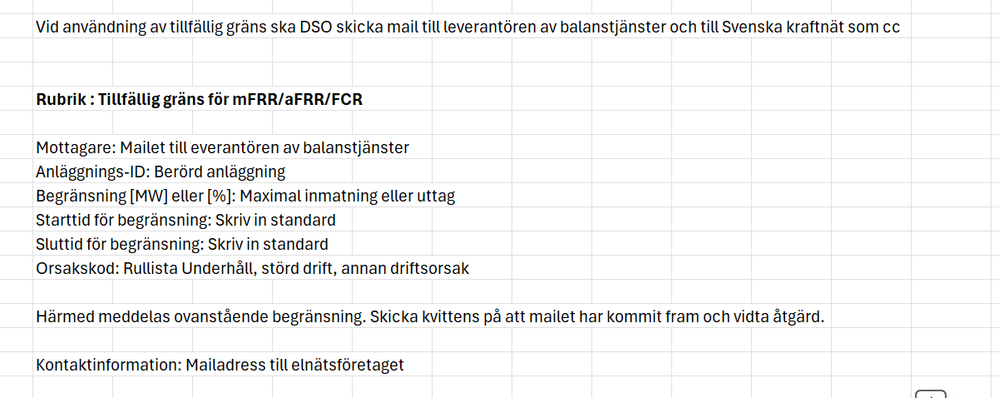 Vid användning av tillfällig gräns ska DSO skicka mail till leverantören av balanstjänster och till Svenska kraftnät som cc
Rubrik : Tillfällig gräns för mFRR/aFRR/FCR
Mottagare: Mailet till everantören av balanstjänster
Anläggnings-ID: Berörd anläggning
Begränsning [MW] eller [%]: Maximal inmatning eller uttag
Starttid för begränsning: Skriv in standard
Sluttid för begränsning: Skriv in standard
Orsakskod: Rullista Underhåll, störd drift, annan driftsorsak
Härmed meddelas ovanstående begränsning. Skicka kvittens på att mailet har kommit fram och vidta åtgärd.
Kontaktinformation: Mailadress till elnätsföretaget